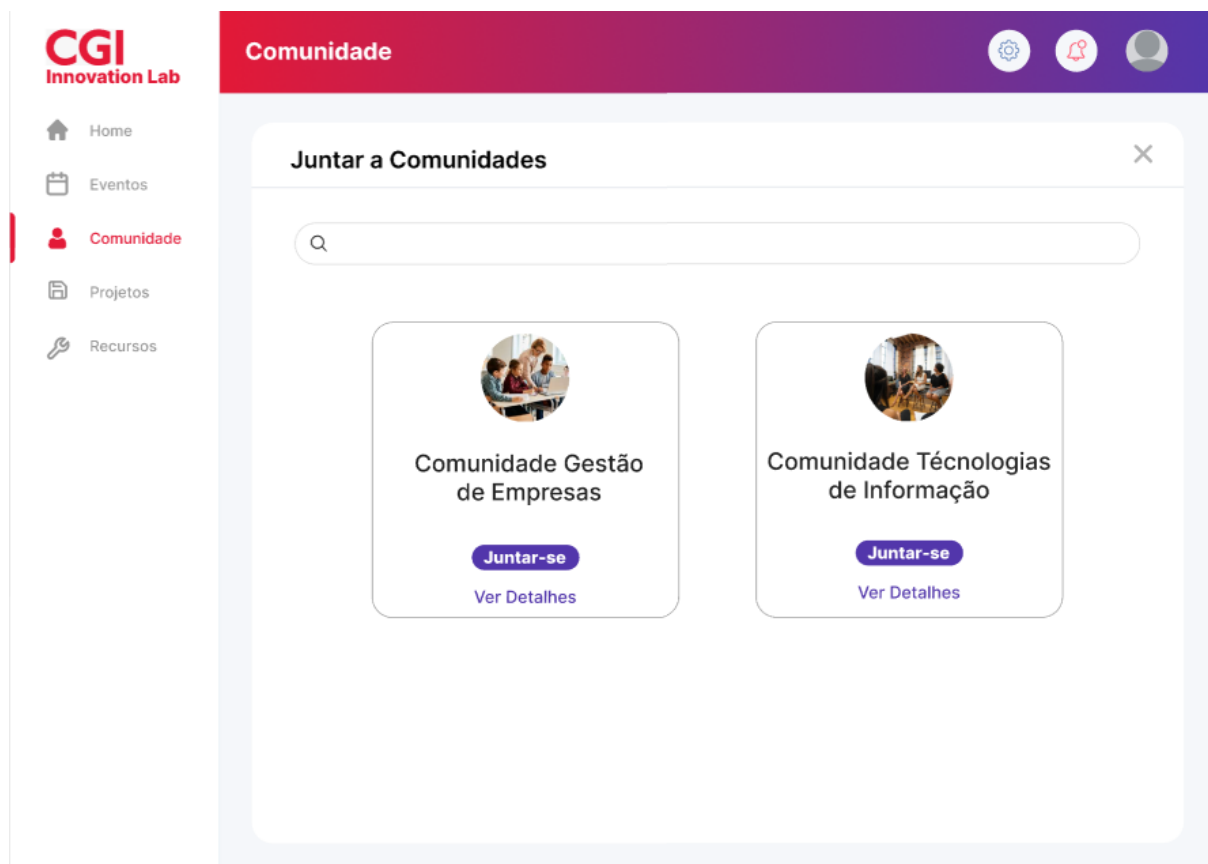 CGI
Innovation Lab
Home
Eventos
Comunidade
Projetos
Recursos
Comunidade
Juntar a Comunidades
Comunidade Gestão
de Empresas
Juntar-se
Ver Detalhes
Comunidade Técnologias
de Informação
Juntar-se
Ver Detalhes